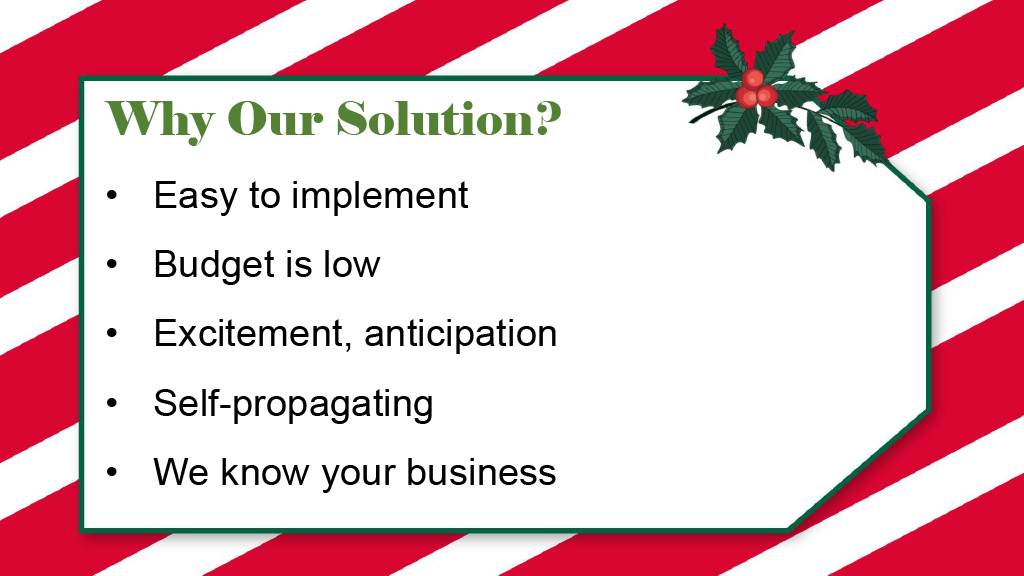 Why Our Solution?
• Easy to implement
• Budget is low
• Excitement, anticipation
• Self-propagating
• We know your business